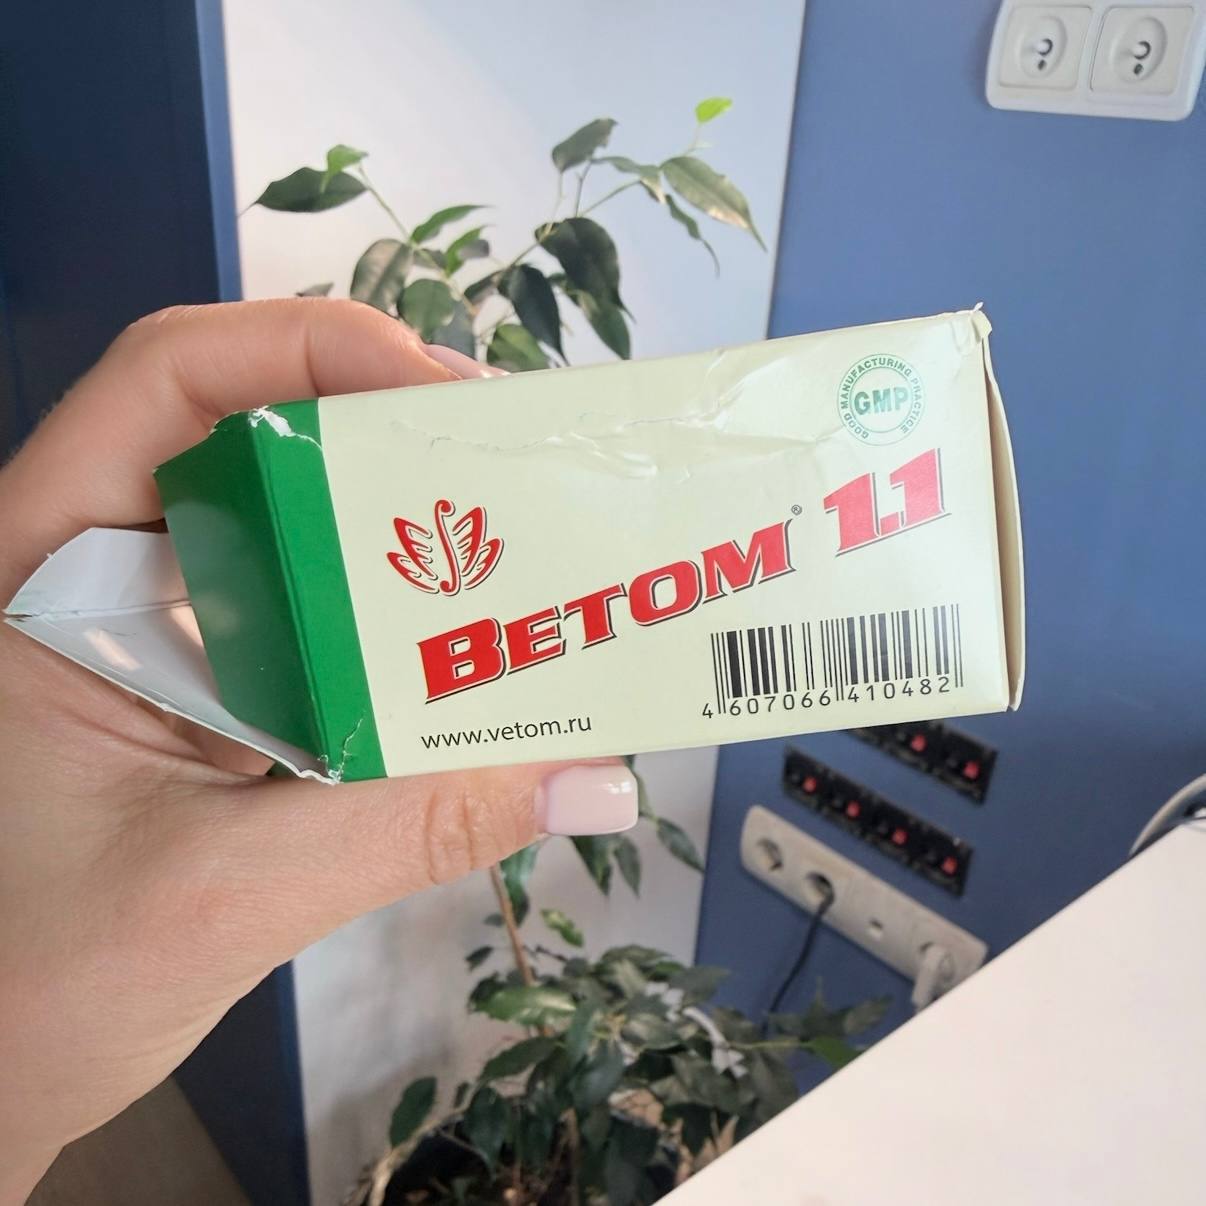 GOOD MANUFACTURING PRACTICE
GMP
Ветом® 1.1
www.vetom.ru
4 607066 410482